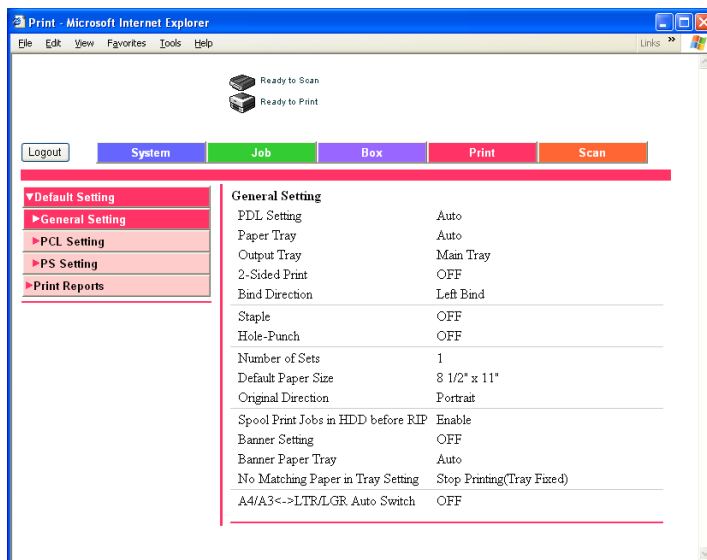 Print - Microsoft Internet Explorer
File Edit View Favorites Tools Help Links »
Ready to Scan
Ready to Print
Logout System Job Box Print Scan
▼Default Setting
▶General Setting
▶PCL Setting
▶PS Setting
▶Print Reports
General Setting
PDL Setting Auto
Paper Tray Auto
Output Tray Main Tray
2-Sided Print OFF
Bind Direction Left Bind
Staple OFF
Hole-Punch OFF
Number of Sets 1
Default Paper Size 8 1/2" x 11"
Original Direction Portrait
Spool Print Jobs in HDD before RIP Enable
Banner Setting OFF
Banner Paper Tray Auto
No Matching Paper in Tray Setting Stop Printing(Tray Fixed)
A4/A3<->LTR/LGR Auto Switch OFF